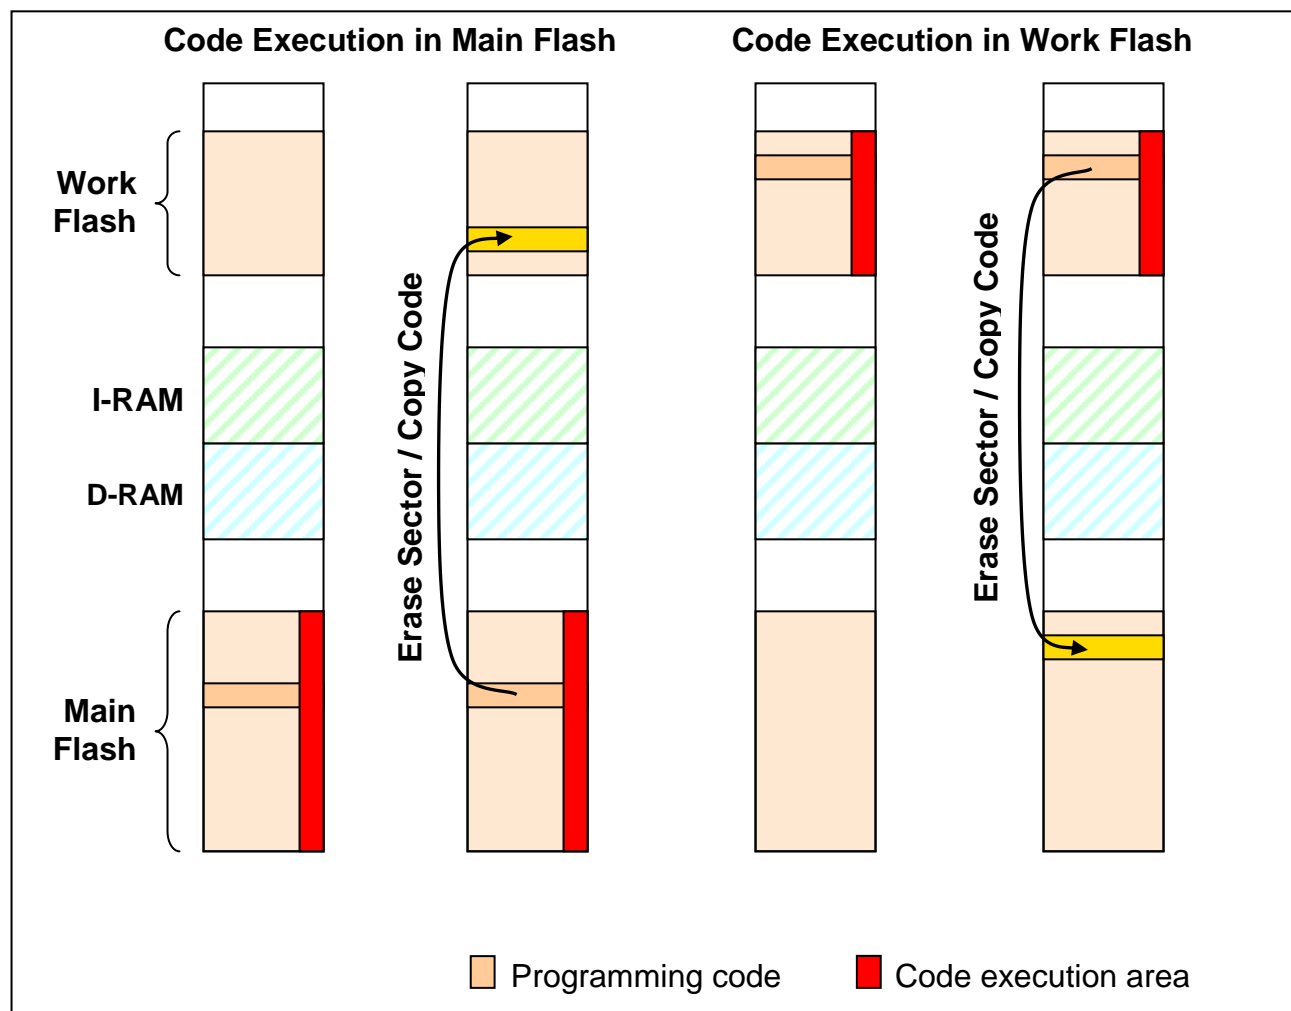 Code Execution in Main Flash
Code Execution in Work Flash
Work
Flash
I-RAM
D-RAM
Main
Flash
Erase Sector / Copy Code
Erase Sector / Copy Code
Programming code
Code execution area